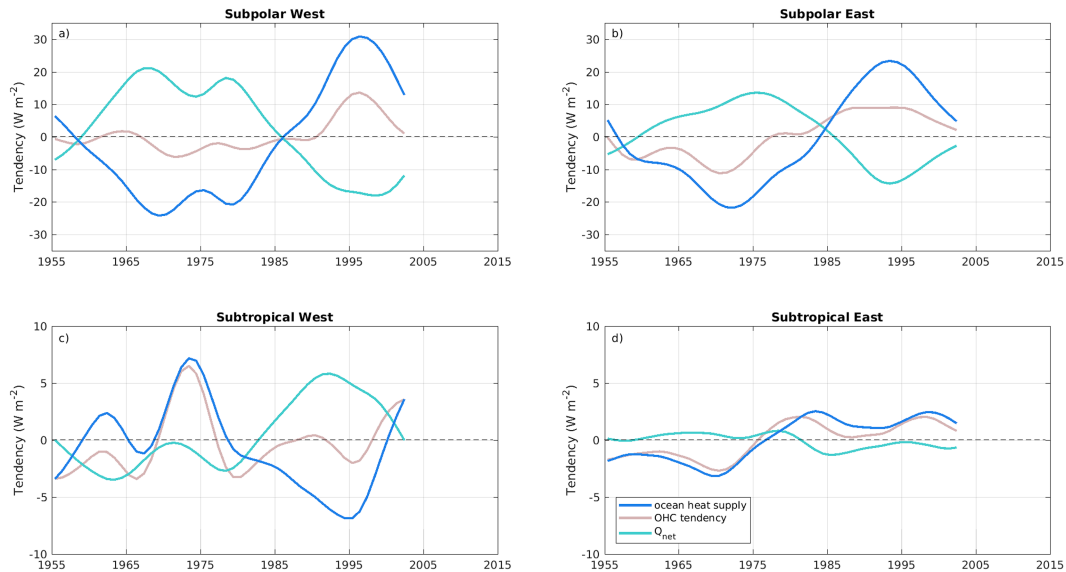 Subpolar West
a)
Tendency (W m-2)
30
20
10
0
-10
-20
-30
1955 1965 1975 1985 1995 2005 2015
Subpolar East
b)
Tendency (W m-2)
30
20
10
0
-10
-20
-30
1955 1965 1975 1985 1995 2005 2015
Subtropical West
c)
Tendency (W m-2)
10
5
0
-5
-10
1955 1965 1975 1985 1995 2005 2015
Subtropical East
d)
Tendency (W m-2)
10
5
0
-5
-10
ocean heat supply
OHC tendency
Qnet
1955 1965 1975 1985 1995 2005 2015